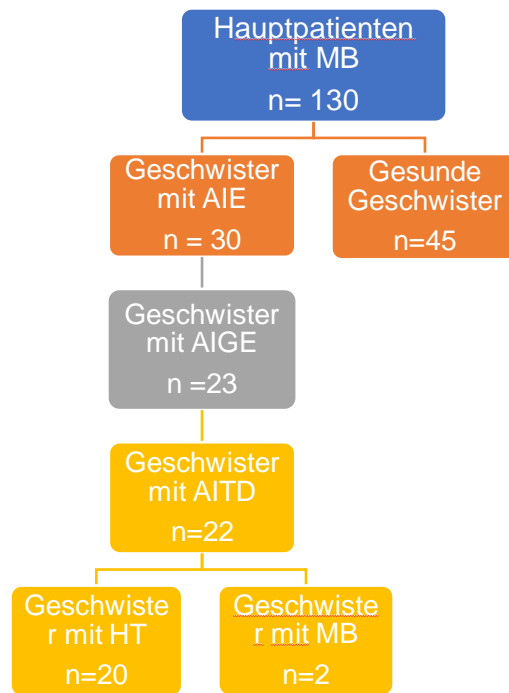 Hauptpatienten
mit MB
n= 130
Geschwister
mit AIE
n = 30
Gesunde
Geschwister
n=45
Geschwister
mit AIGE
n =23
Geschwister
mit AITD
n=22
Geschwiste
r mit HT
n=20
Geschwiste
r mit MB
n=2